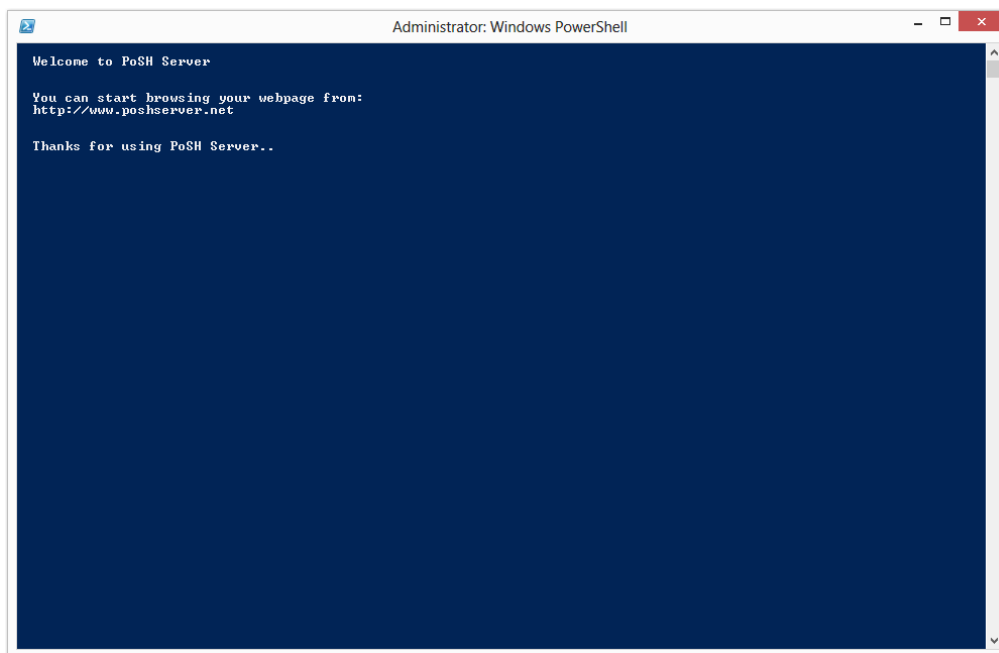 Administrator: Windows PowerShell
Welcome to PoSH Server
You can start browsing your webpage from:
http://www.poshserver.net
Thanks for using PoSH Server..